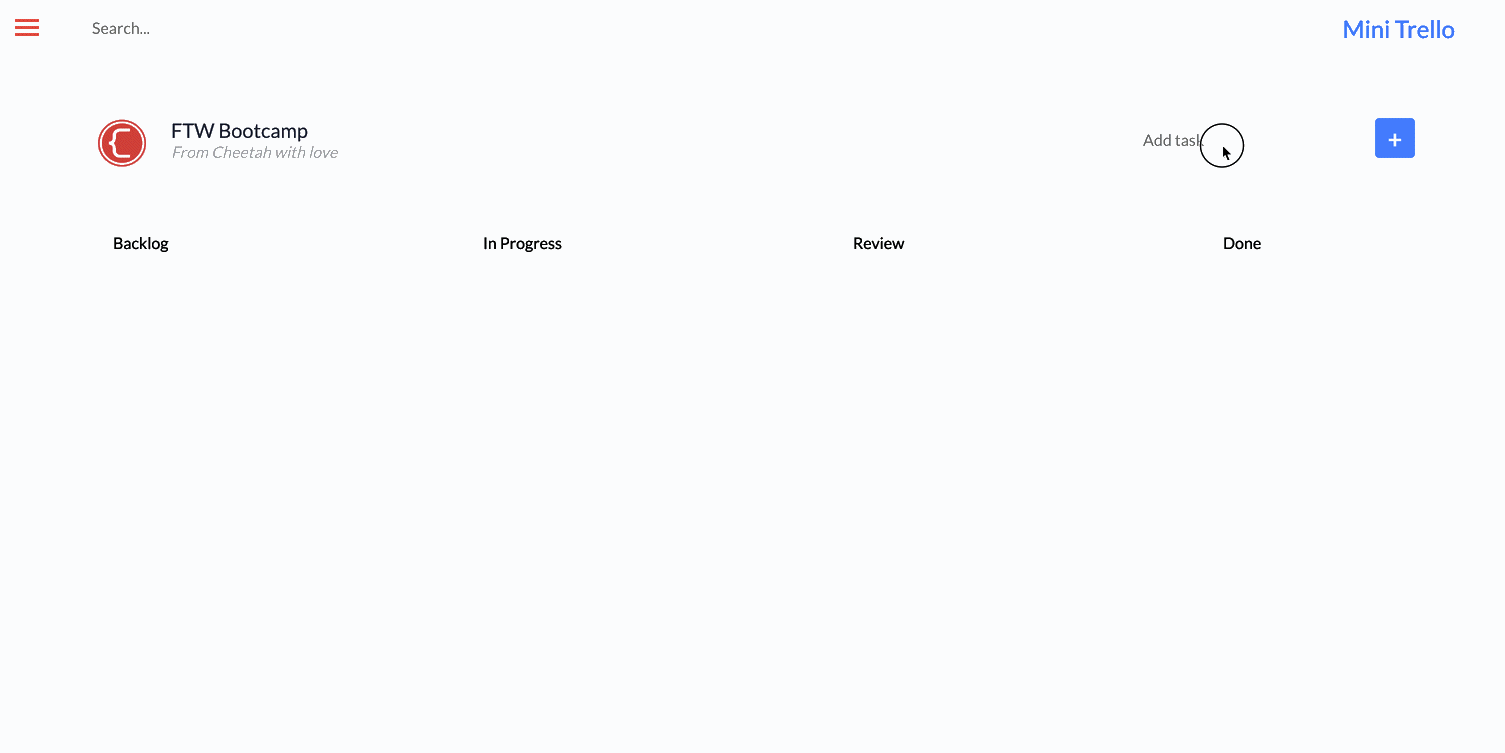 Search...
Mini Trello
FTW Bootcamp
From Cheetah with love
Add task
+
Backlog
In Progress
Review
Done